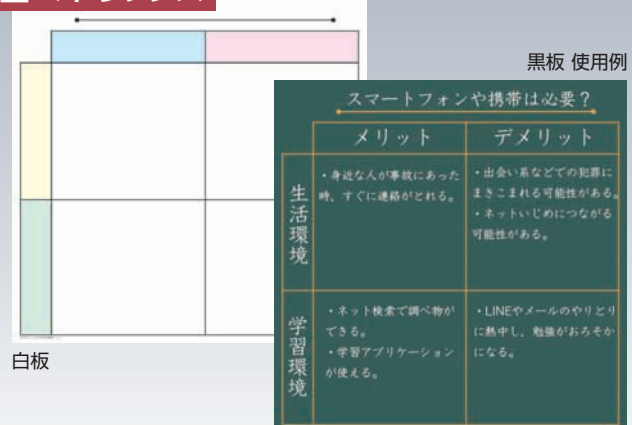 黒板 使用例
スマートフォンや携帯は必要?
メリット
デメリット
生活環境
・身近な人が事故にあった
時、すぐに連絡がとれる。
・出会い系などでの犯罪に
まきこまれる可能性がある。
・ネットいじめにつながる
可能性がある。
学習環境
・ネット検索で調べ物が
できる。
・学習アプリケーション
が使える。
・LINEやメールのやりとり
に熱中し、勉強がおろそか
になる。
白板